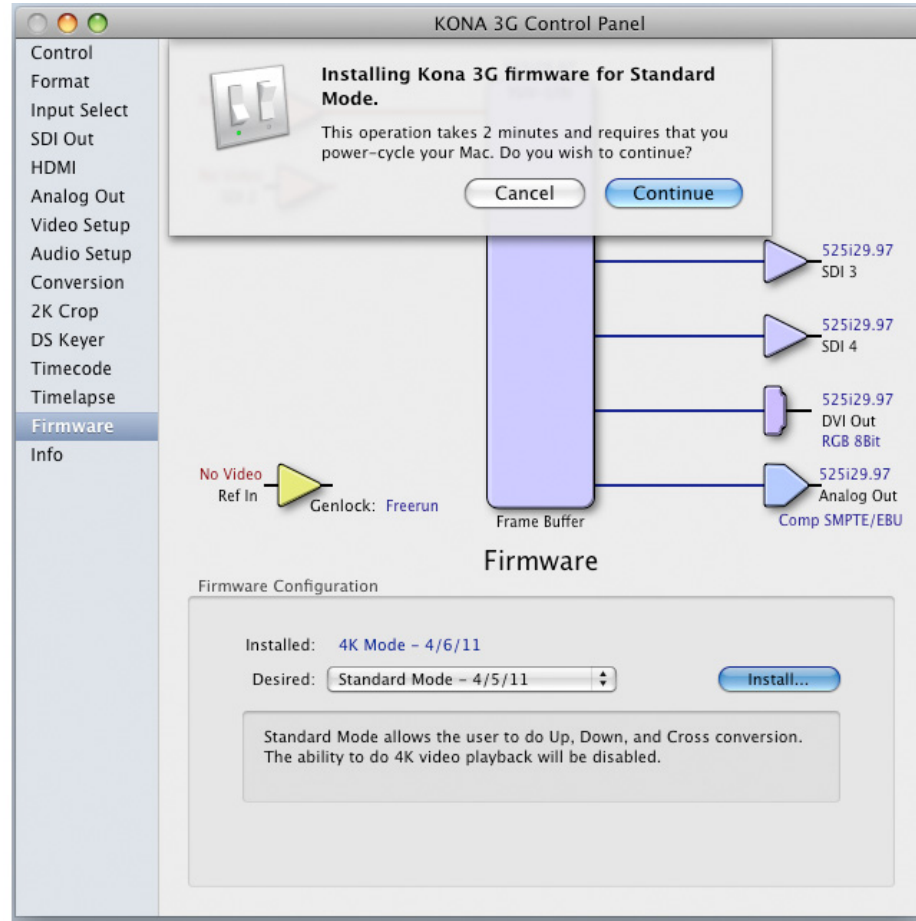 KONA 3G Control Panel
Control
Format
Input Select
SDI Out
HDMI
Analog Out
Video Setup
Audio Setup
Conversion
2K Crop
DS Keyer
Timecode
Timelapse
Firmware
Info
Installing Kona 3G firmware for Standard
Mode.
This operation takes 2 minutes and requires that you
power-cycle your Mac. Do you wish to continue?
Cancel
Continue
525i29.97
SDI 3
525i29.97
SDI 4
525i29.97
DVI Out
RGB 8Bit
525i29.97
Analog Out
Comp SMPTE/EBU
No Video
Ref In
Genlock: Freerun
Frame Buffer
Firmware
Firmware Configuration
Installed: 4K Mode – 4/6/11
Desired: Standard Mode – 4/5/11
Install...
Standard Mode allows the user to do Up, Down, and Cross conversion.
The ability to do 4K video playback will be disabled.